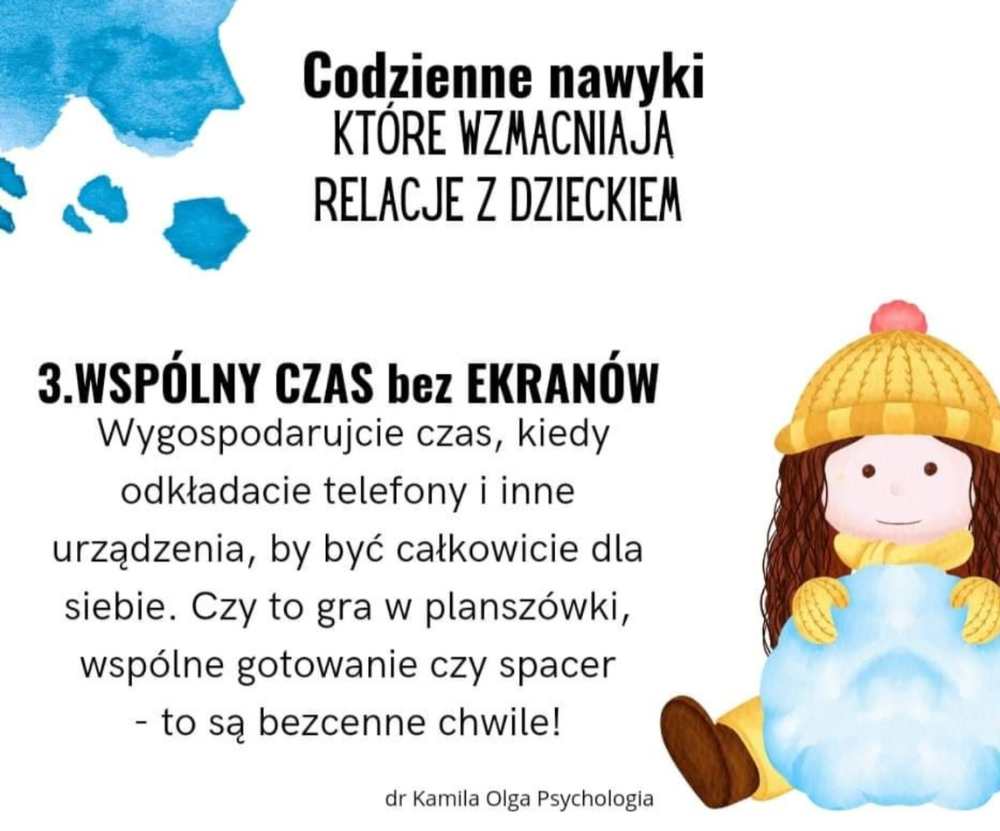 Codzienne nawyki
KTÓRE WZMACNIAJĄ
RELACJE Z DZIECKIEM
3.WSPÓLNY CZAS bez EKRANÓW
Wygospodarujcie czas, kiedy
odkładacie telefony i inne
urządzenia, by być całkowicie dla
siebie. Czy to gra w planszówki,
wspólne gotowanie czy spacer
- to są bezcenne chwile!
dr Kamila Olga Psychologia